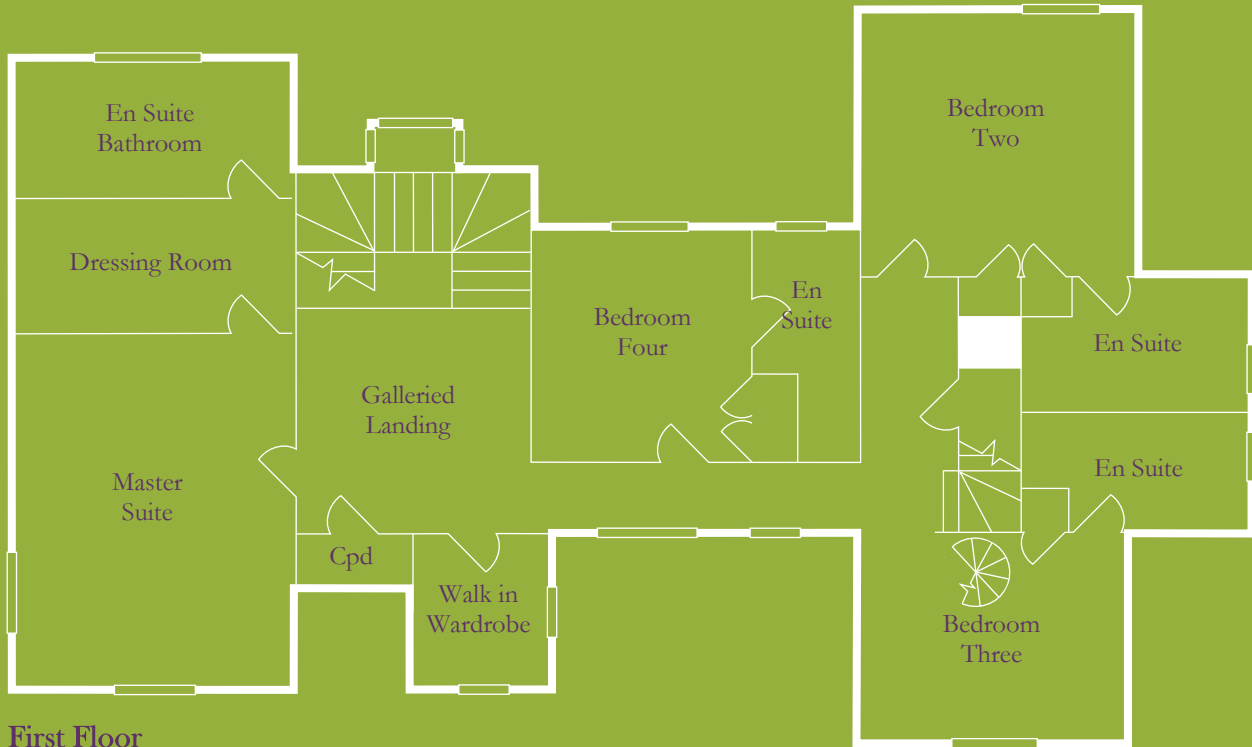 En Suite
Bathroom
Dressing Room
Master
Suite
Galleried
Landing
Cpd
Walk in
Wardrobe
Bedroom
Four
En
Suite
Bedroom
Two
En Suite
En Suite
Bedroom
Three
First Floor